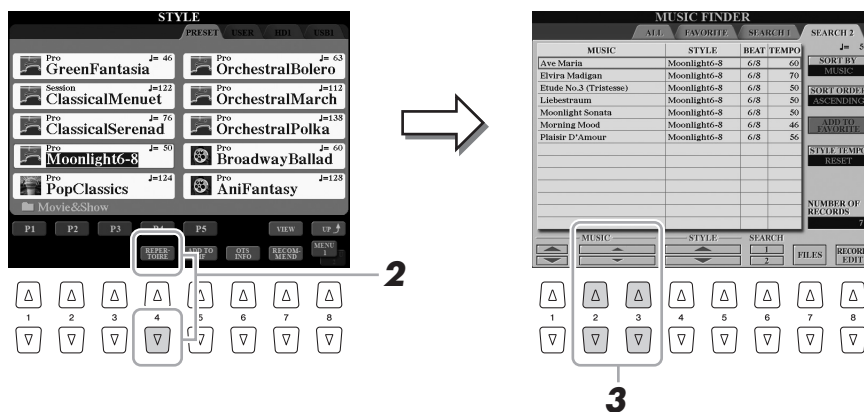 STYLE
PRESET USER HD1 USB1
Pro ♩= 46
GreenFantasia
Pro ♩= 63
OrchestralBolero
Session ♩=122
ClassicalMenuet
Pro ♩=112
OrchestralMarch
Pro ♩= 76
ClassicalSerenad
Pro ♩=138
OrchestralPolka
Pro ♩= 50
Moonlight6-8
Pro ♩= 60
BroadwayBallad
Pro ♩=124
PopClassics
Pro ♩=128
AniFantasy
Movie&Show
P1 P2 P3 P4 P5 VIEW UP
REPER-TOIRE ADD TO MF OTS INFO RECOM-MEND MENU 1
1 2 3 4 5 6 7 8
2
MUSIC FINDER
ALL FAVORITE SEARCH 1 SEARCH 2
MUSIC STYLE BEAT TEMPO
Ave Maria Moonlight6-8 6/8 60
Elvira Madigan Moonlight6-8 6/8 70
Etude No.3 (Tristesse) Moonlight6-8 6/8 50
Liebestraum Moonlight6-8 6/8 50
Moonlight Sonata Moonlight6-8 6/8 50
Morning Mood Moonlight6-8 6/8 46
Plaisir D'Amour Moonlight6-8 6/8 56
♩= 5
SORT BY
MUSIC
SORT ORDER
ASCENDING
ADD TO
FAVORITE
STYLE TEMPO
RESET
NUMBER OF
RECORDS
7
MUSIC STYLE SEARCH
1
2
FILES
RECORD
EDIT
1 2 3 4 5 6 7 8
3